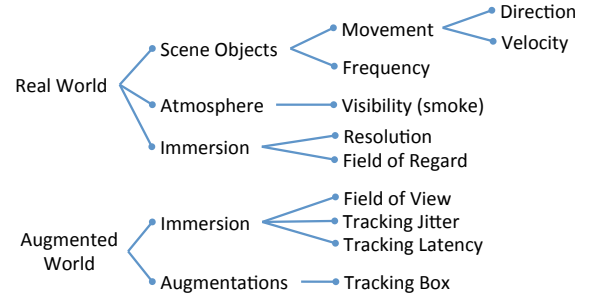 Real World
Scene Objects
Movement
Direction
Velocity
Frequency
Atmosphere
Visibility (smoke)
Immersion
Resolution
Field of Regard
Augmented
World
Immersion
Field of View
Tracking Jitter
Tracking Latency
Augmentations
Tracking Box